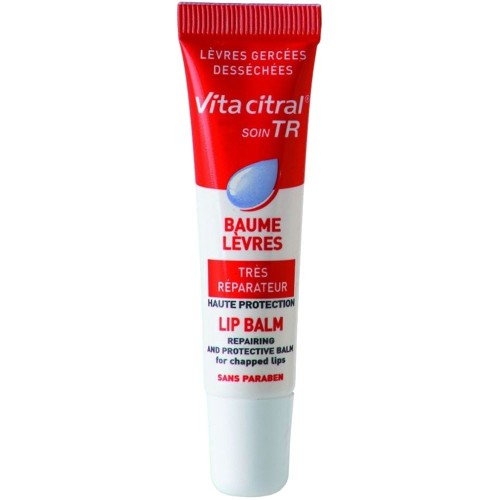 LÈVRES GERCÉES
DESSÉCHÉES
Vita citral®
SOIN TR
BAUME
LÈVRES
TRÉS
RÉPARATEUR
HAUTE PROTECTION
LIP BALM
REPAIRING
AND PROTECTIVE BALM
for chapped lips
SANS PARABEN